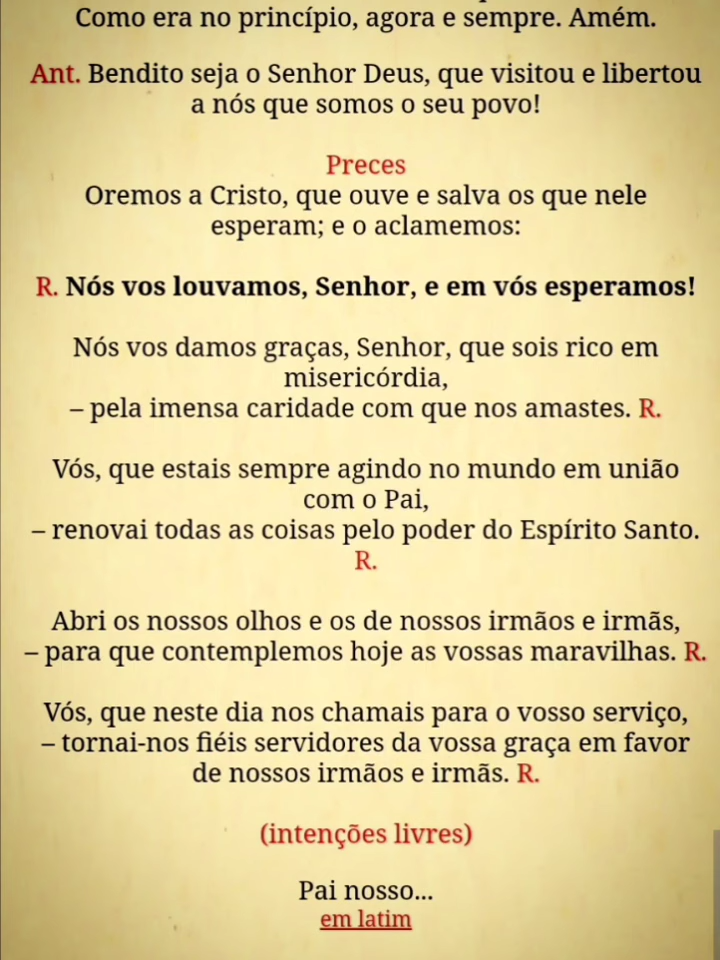 Como era no princípio, agora e sempre. Amém.
Ant. Bendito seja o Senhor Deus, que visitou e libertou
a nós que somos o seu povo!
Preces
Oremos a Cristo, que ouve e salva os que nele
esperam; e o aclamemos:
R. Nós vos louvamos, Senhor, e em vós esperamos!
Nós vos damos graças, Senhor, que sois rico em
misericórdia,
– pela imensa caridade com que nos amastes. R.
Vós, que estais sempre agindo no mundo em união
com o Pai,
– renovai todas as coisas pelo poder do Espírito Santo.
R.
Abri os nossos olhos e os de nossos irmãos e irmãs,
– para que contemplemos hoje as vossas maravilhas. R.
Vós, que neste dia nos chamais para o vosso serviço,
– tornai-nos fiéis servidores da vossa graça em favor
de nossos irmãos e irmãs. R.
(intenções livres)
Pai nosso...
em latim